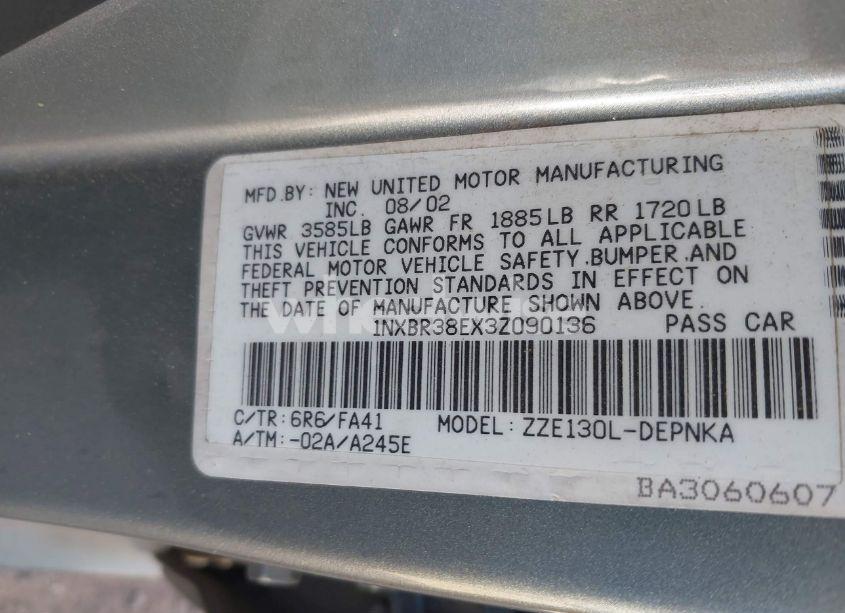 MFD.BY: NEW UNITED MOTOR MANUFACTURING
INC. 08/02
GVWR 3585LB GAWR FR 1885LB RR 1720LB
THIS VEHICLE CONFORMS TO ALL APPLICABLE
FEDERAL MOTOR VEHICLE SAFETY.BUMPER.AND
THEFT PREVENTION STANDARDS IN EFFECT ON
THE DATE OF MANUFACTURE SHOWN ABOVE.
1NXBR38EX3Z090136 PASS CAR
C/TR:6R6/FA41 MODEL: ZZE130L-DEPNKA
A/TM:-02A/A245E
BA3060607